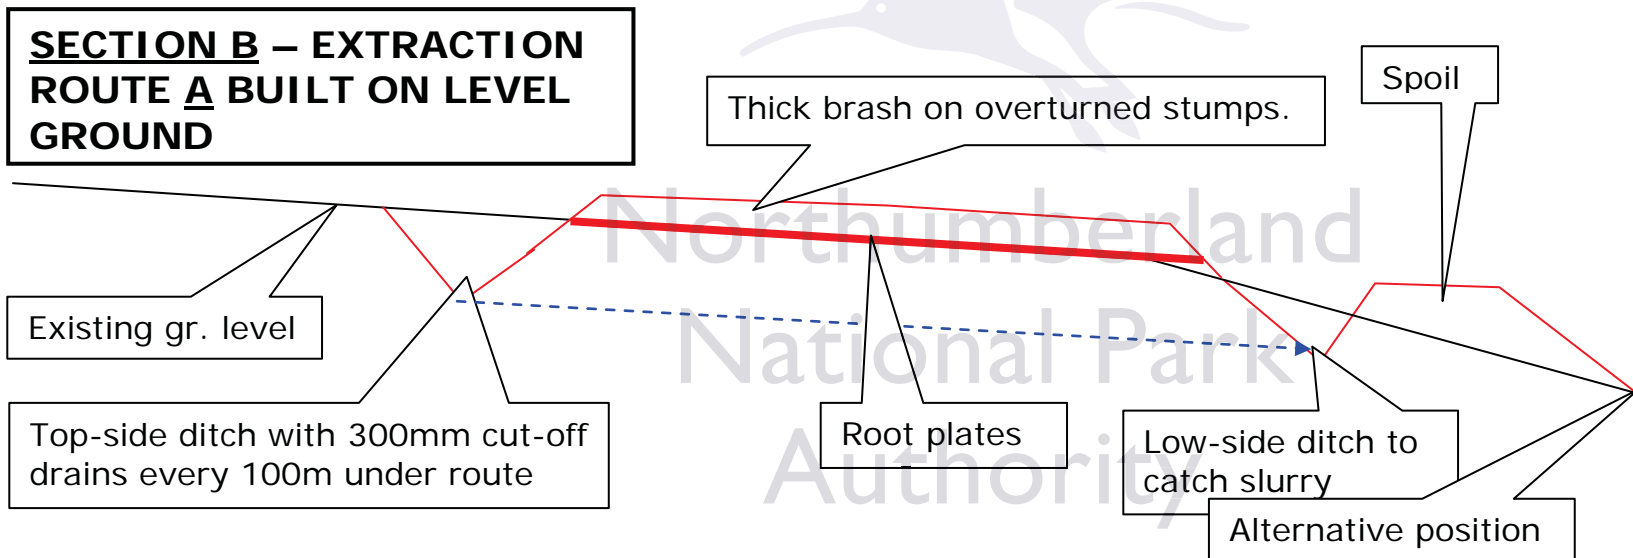 SECTION B – EXTRACTION
ROUTE A BUILT ON LEVEL
GROUND
Thick brash on overturned stumps.
Spoil
Existing gr. level
Top-side ditch with 300mm cut-off
drains every 100m under route
Root plates
Low-side ditch to
catch slurry
Alternative position
Northumberland
National Park
Authority